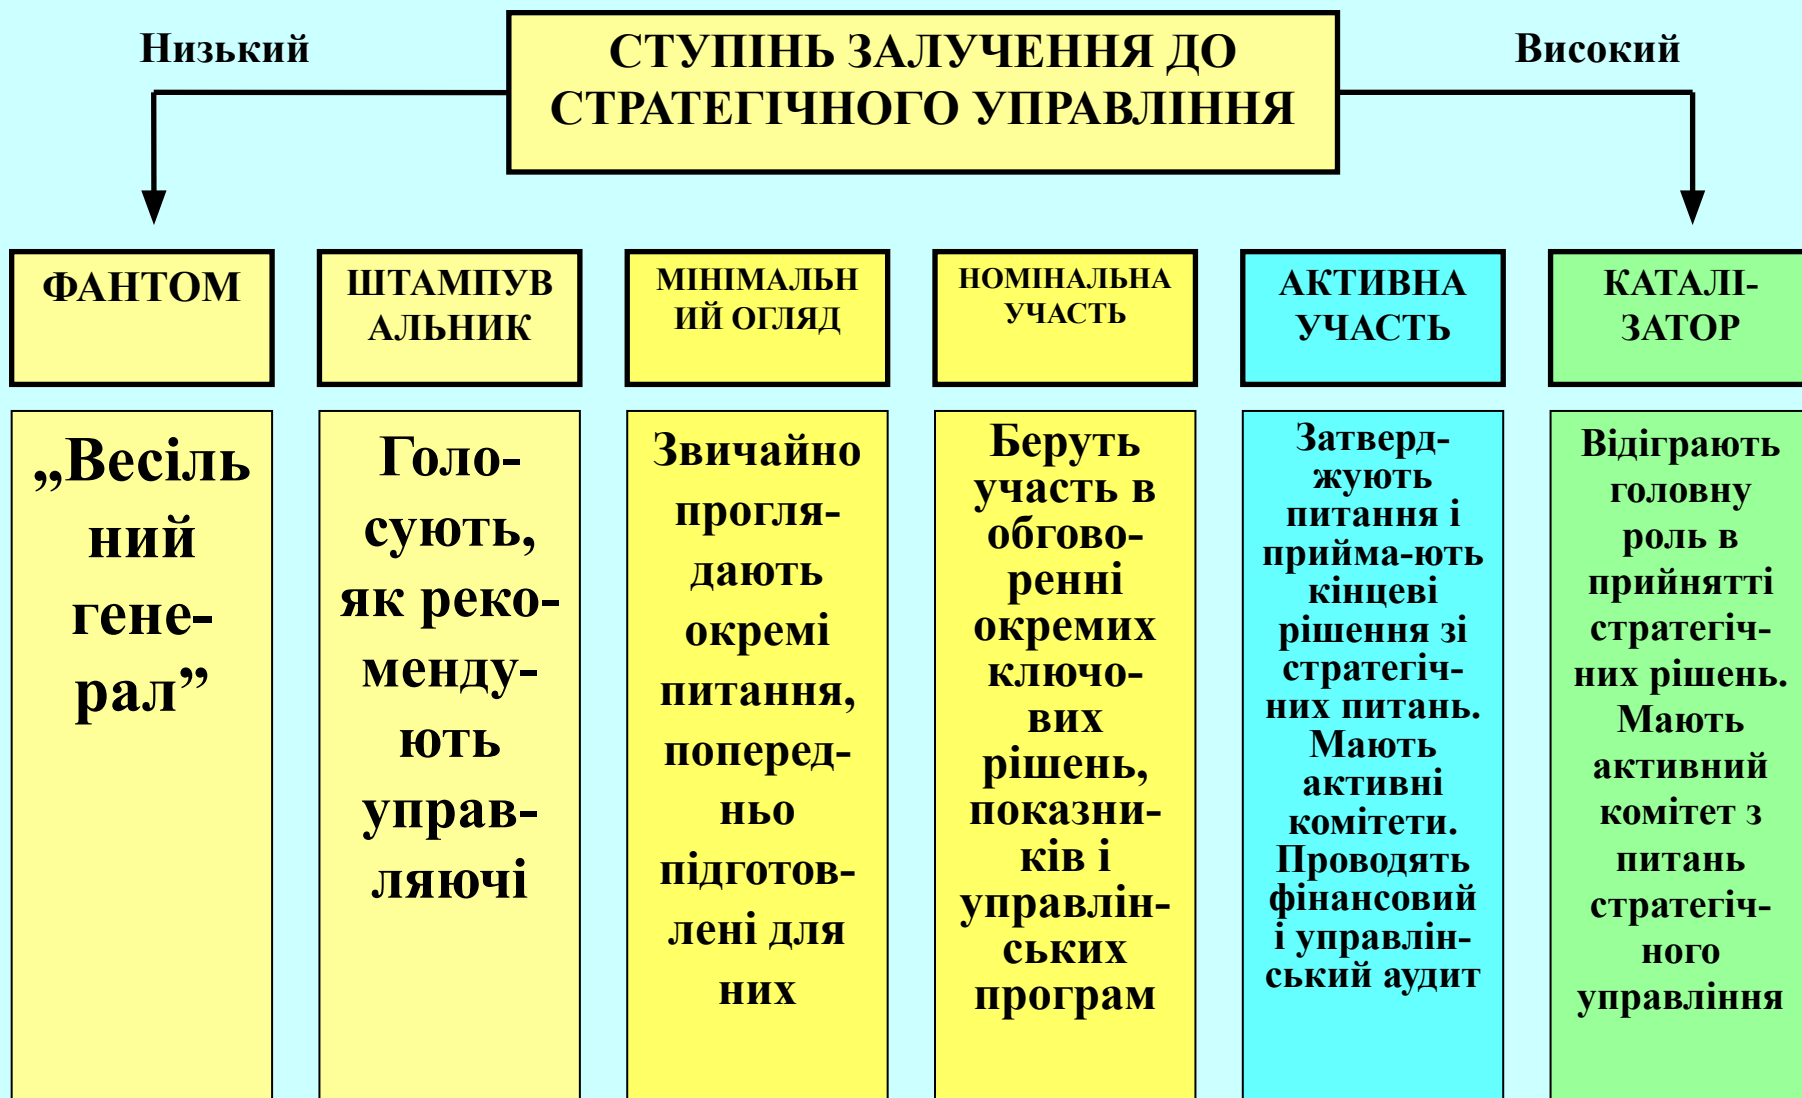 Низький
СТУПІНЬ ЗАЛУЧЕННЯ ДО
СТРАТЕГІЧНОГО УПРАВЛІННЯ
Високий
ФАНТОМ
ШТАМПУВ
АЛЬНИК
МІНІМАЛЬН
ИЙ ОГЛЯД
НОМІНАЛЬНА
УЧАСТЬ
АКТИВНА
УЧАСТЬ
КАТАЛІ-
ЗАТОР
„Весіль
ний
гене-
рал”
Голо-
сують,
як реко-
менду-
ють
управ-
ляючі
Звичайно
прогля-
дають
окремі
питання,
поперед-
ньо
підготов-
лені для
них
Беруть
участь в
обгово-
ренні
окремих
ключо-
вих
рішень,
показни-
ків і
управлін-
ських
програм
Затверд-
жують
питання і
прийма-ють
кінцеві
рішення зі
стратегіч-
них питань.
Мають
активні
комітети.
Проводять
фінансовий
і управлін-
ський аудит
Відіграють
головну
роль в
прийнятті
стратегіч-
них рішень.
Мають
активний
комітет з
питань
стратегіч-
ного
управління